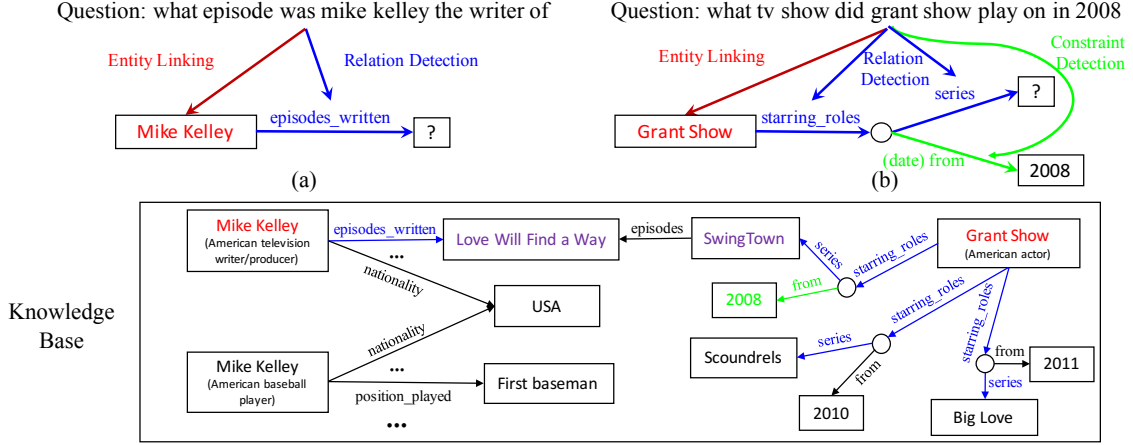 Question: what episode was mike kelley the writer of
Entity Linking
Relation Detection
Mike Kelley
episodes_written
?
(a)
Question: what tv show did grant show play on in 2008
Entity Linking
Relation
Detection
series
Constraint
Detection
Grant Show
starring_roles
?
(date) from
2008
(b)
Knowledge
Base
Mike Kelley
(American television
writer/producer)
episodes_written
...
nationality
Love Will Find a Way
episodes
SwingTown
series
starring_roles
Grant Show
(American actor)
2008
from
USA
nationality
Mike Kelley
(American baseball
player)
position_played
...
First baseman
Scoundrels
series
starring_roles
from
2010
starring_roles
from
2011
series
Big Love